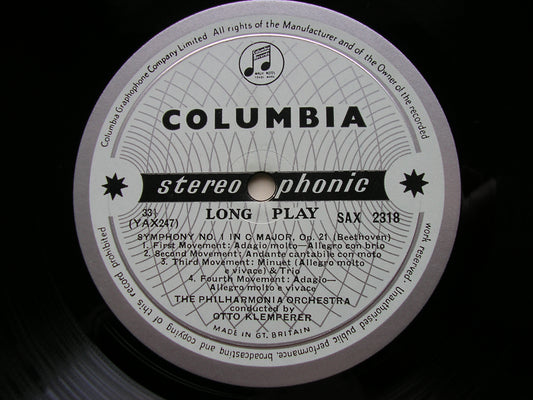 Columbia Graphophone Company Limited All rights of the Manufacturer and of the Owner of the recorded
work reserved. Unauthorised public performance, broadcasting and copying of this record prohibited
COLUMBIA
stereophonic
33⅓ LONG PLAY SAX 2318
(YAX247)
SYMPHONY NO. 1 IN C MAJOR, Op. 21 (Beethoven)
1. First Movement: Adagio molto—Allegro con brio
2. Second Movement: Andante cantabile con moto
3. Third Movement: Minuet (Allegro molto
e vivace) & Trio
4. Fourth Movement: Adagio—
Allegro molto e vivace
THE PHILHARMONIA ORCHESTRA
conducted by
OTTO KLEMPERER
MADE IN GT. BRITAIN